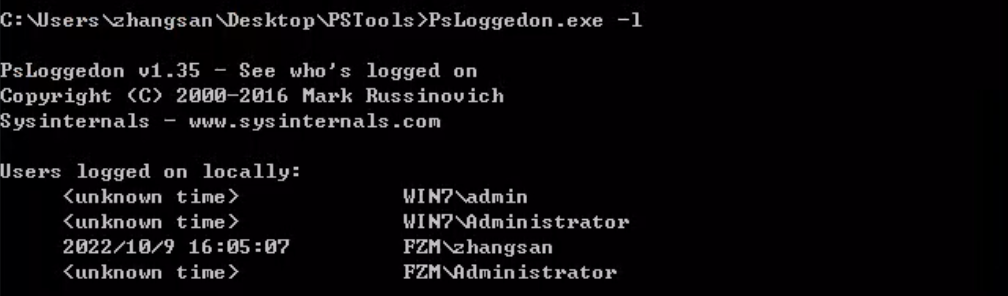 C:\Users\zhangsan\Desktop\PSTools>PsLoggedon.exe -l
PsLoggedon v1.35 - See who's logged on
Copyright (C) 2000-2016 Mark Russinovich
Sysinternals - www.sysinternals.com
Users logged on locally:
<unknown time> WIN7\admin
<unknown time> WIN7\Administrator
2022/10/9 16:05:07 FZM\zhangsan
<unknown time> FZM\Administrator